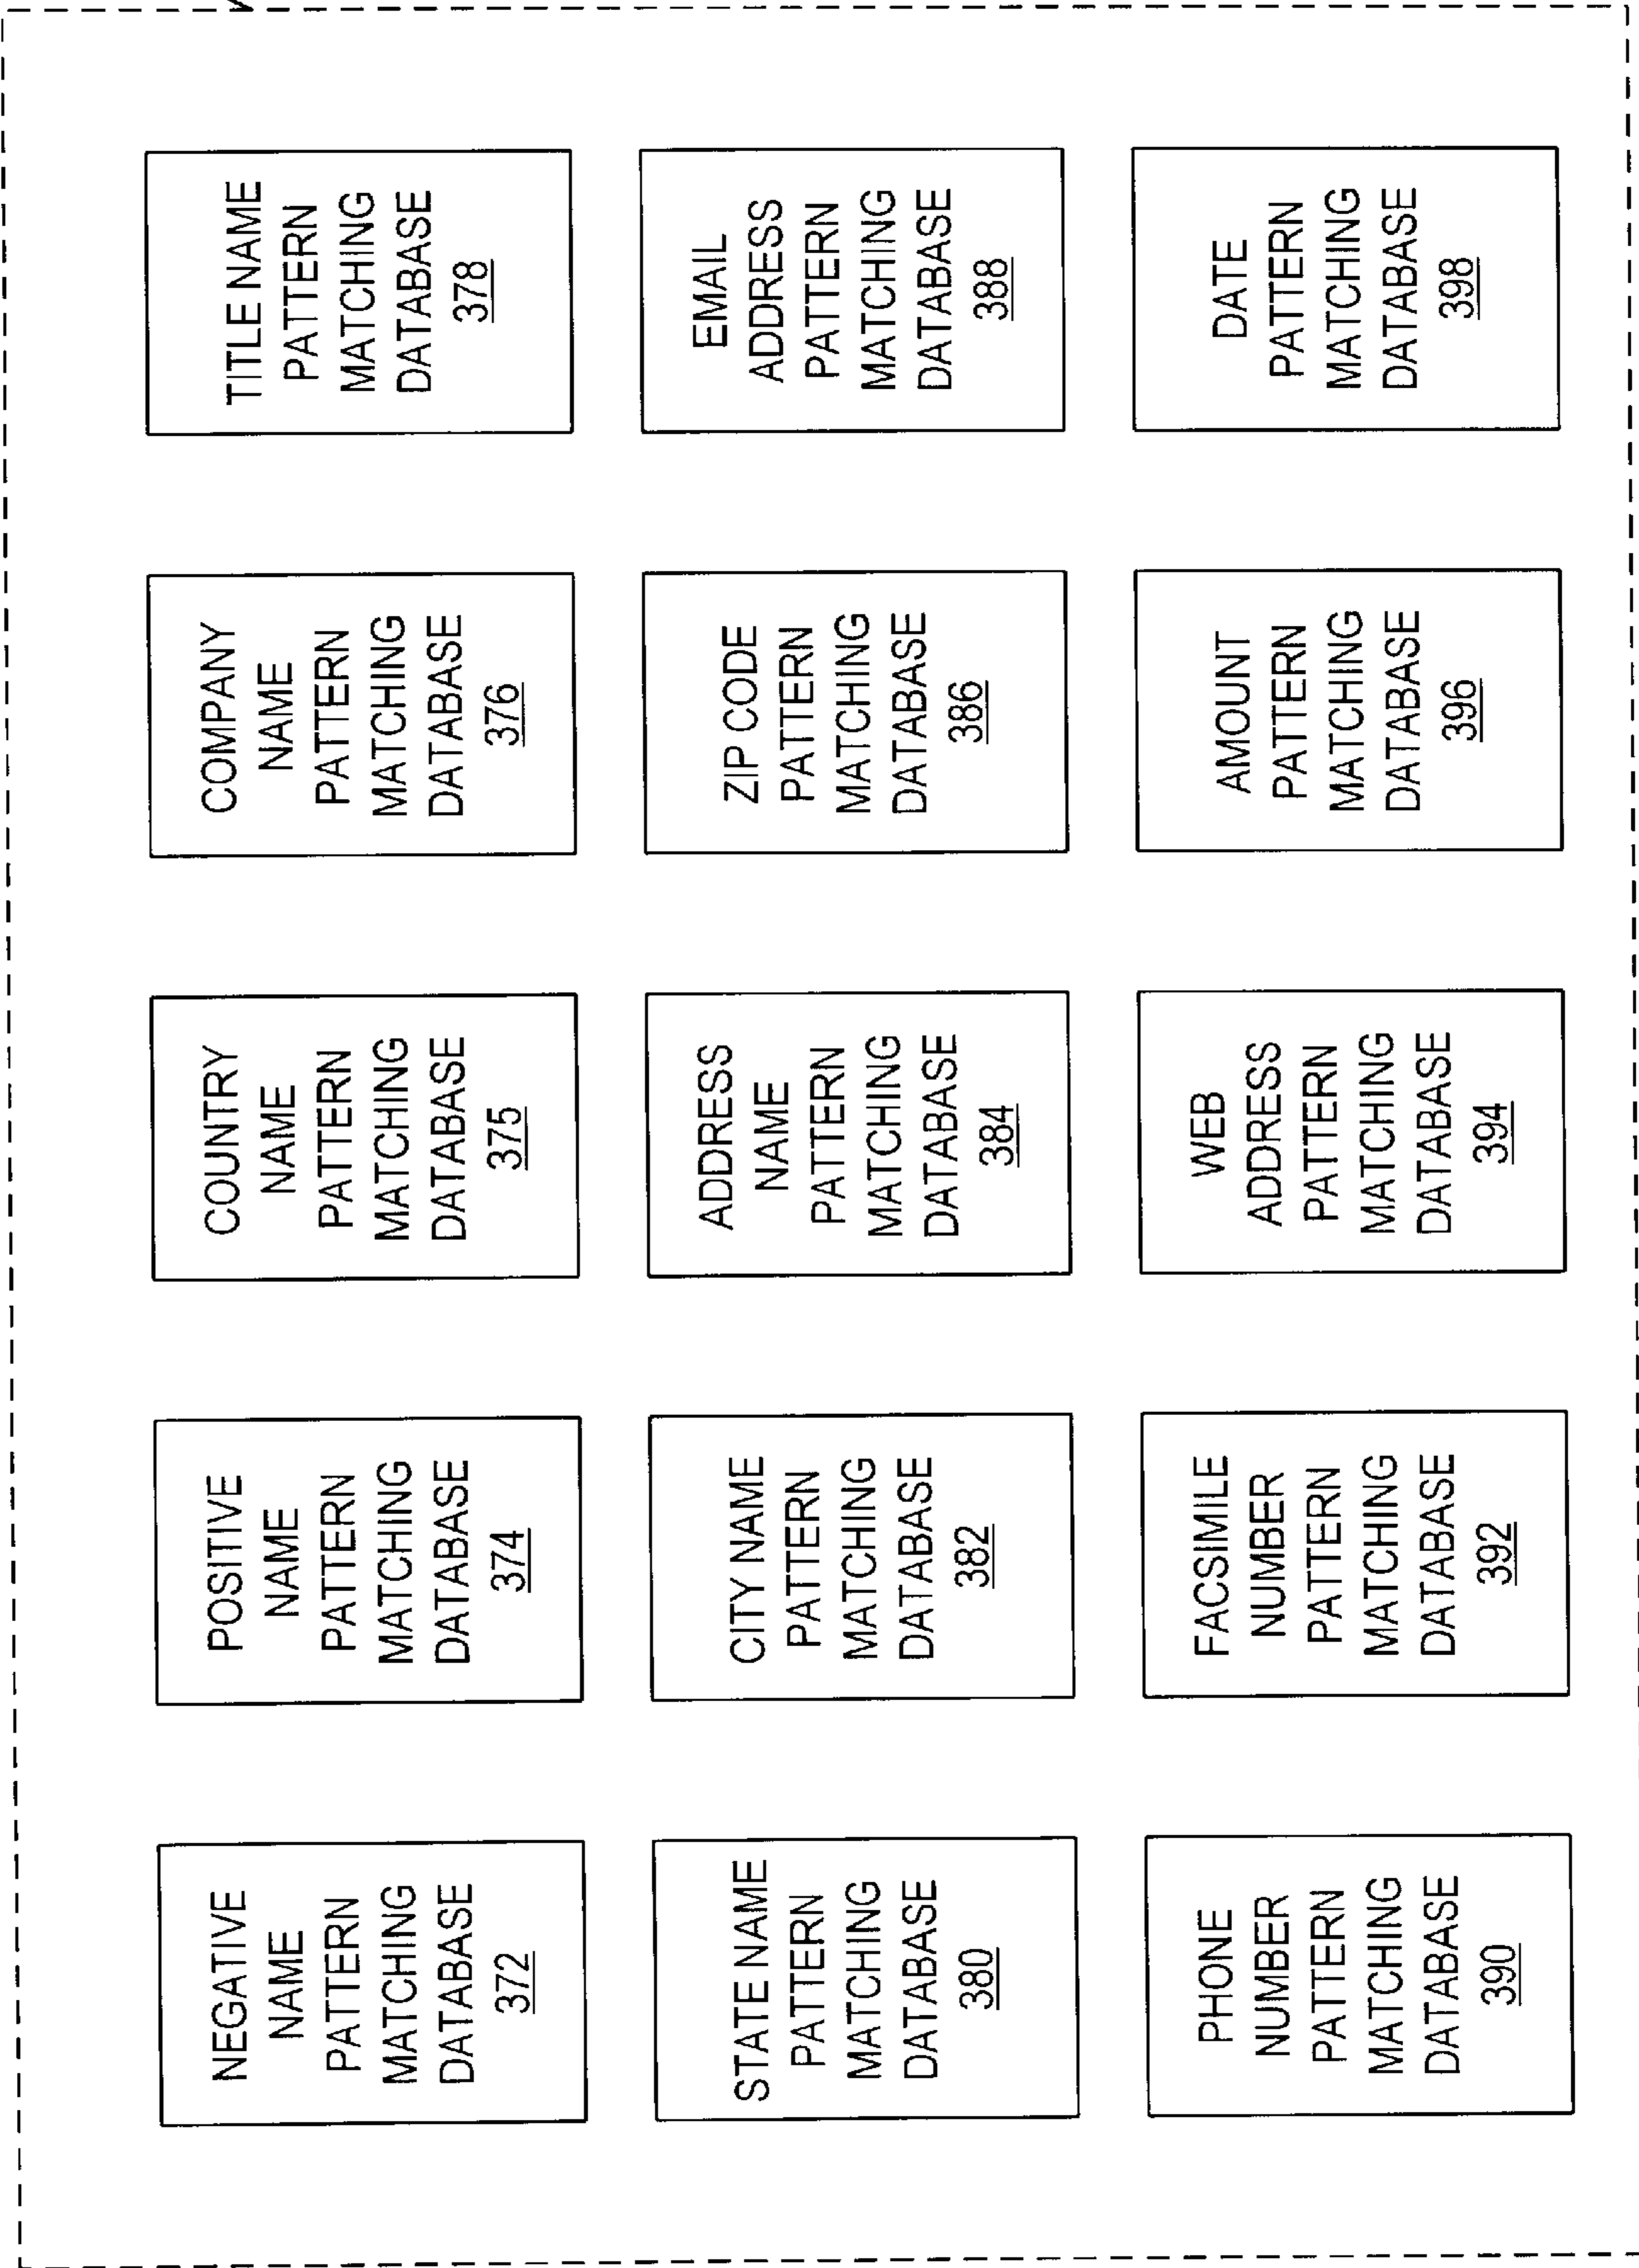 NEGATIVE
NAME
PATTERN
MATCHING
DATABASE
372
POSITIVE
NAME
PATTERN
MATCHING
DATABASE
374
COUNTRY
NAME
PATTERN
MATCHING
DATABASE
375
COMPANY
NAME
PATTERN
MATCHING
DATABASE
376
TITLE NAME
PATTERN
MATCHING
DATABASE
378
STATE NAME
PATTERN
MATCHING
DATABASE
380
CITY NAME
PATTERN
MATCHING
DATABASE
382
ADDRESS
NAME
PATTERN
MATCHING
DATABASE
384
ZIP CODE
PATTERN
MATCHING
DATABASE
386
EMAIL
ADDRESS
PATTERN
MATCHING
DATABASE
388
PHONE
NUMBER
PATTERN
MATCHING
DATABASE
390
FACSIMILE
NUMBER
PATTERN
MATCHING
DATABASE
392
WEB
ADDRESS
PATTERN
MATCHING
DATABASE
394
AMOUNT
PATTERN
MATCHING
DATABASE
396
DATE
PATTERN
MATCHING
DATABASE
398